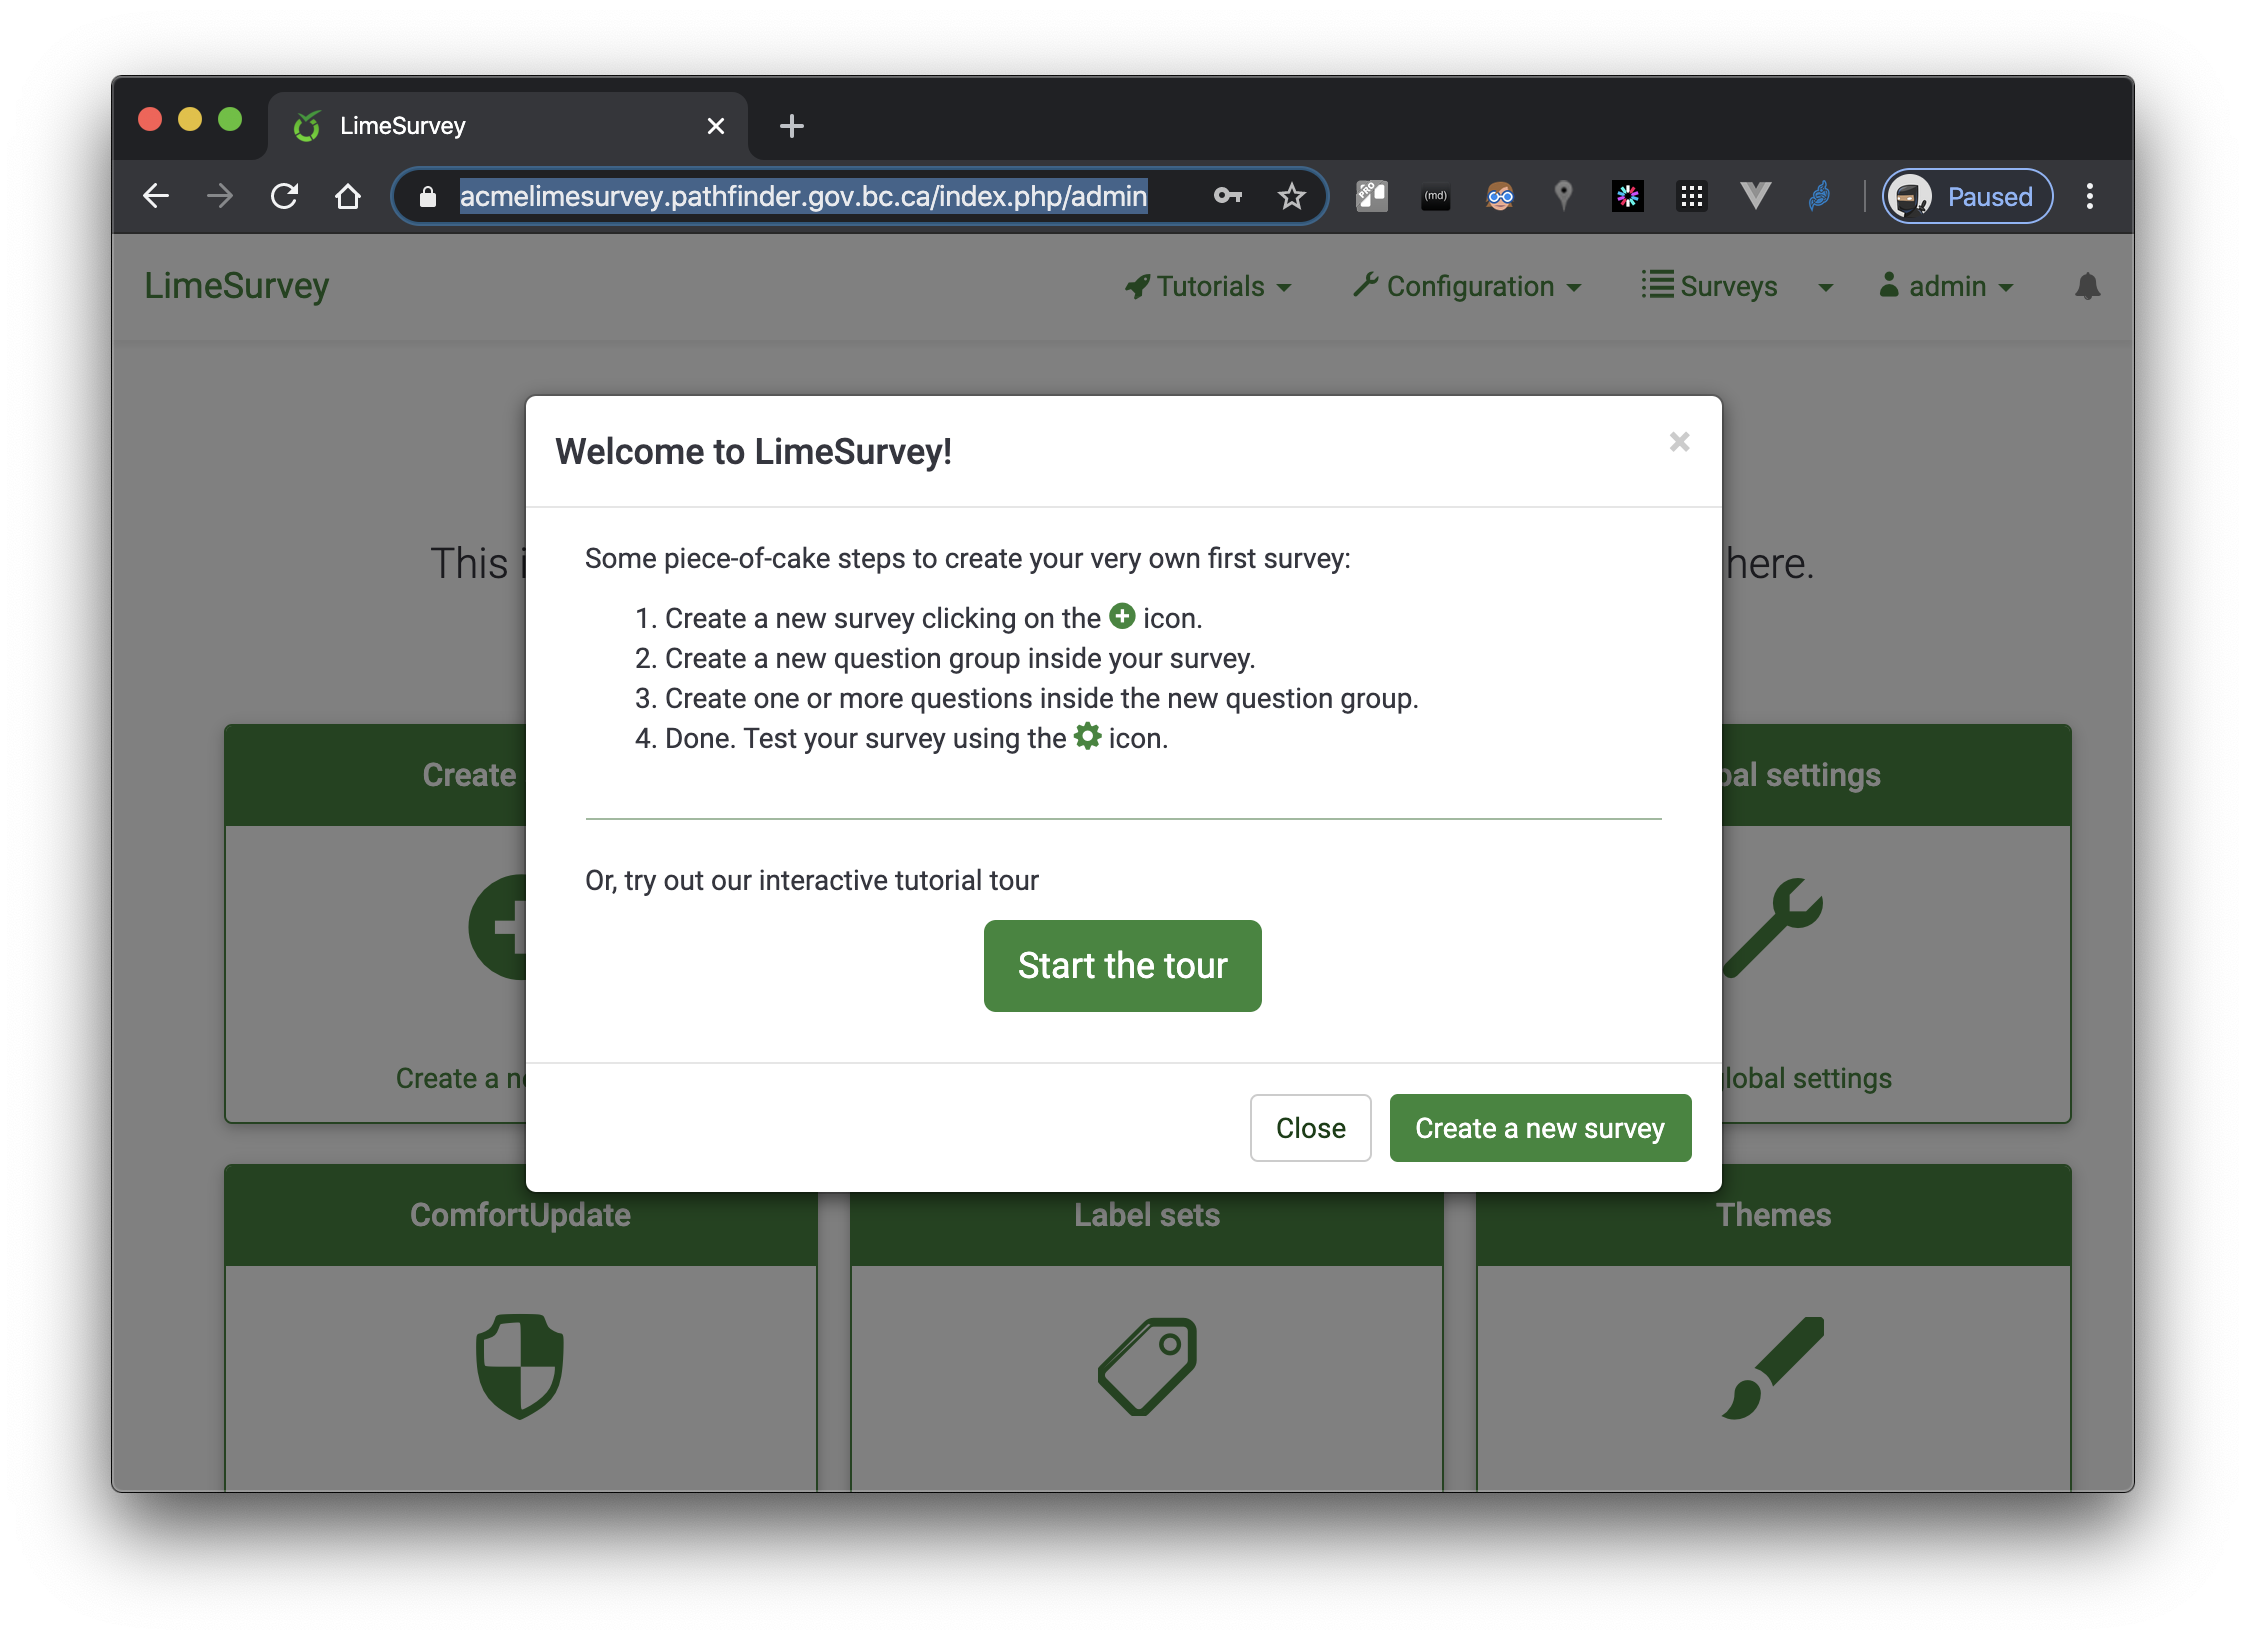 LimeSurvey
acmelimesurvey.pathfinder.gov.bc.ca/index.php/admin
PRO
(md)
Paused
LimeSurvey
Tutorials
Configuration
Surveys
admin
Welcome to LimeSurvey!
This
here.
Some piece-of-cake steps to create your very own first survey:
1. Create a new survey clicking on the icon.
2. Create a new question group inside your survey.
3. Create one or more questions inside the new question group.
4. Done. Test your survey using the icon.
Create
bal settings
Or, try out our interactive tutorial tour
Start the tour
Create a n
lobal settings
Close
Create a new survey
ComfortUpdate
Label sets
Themes